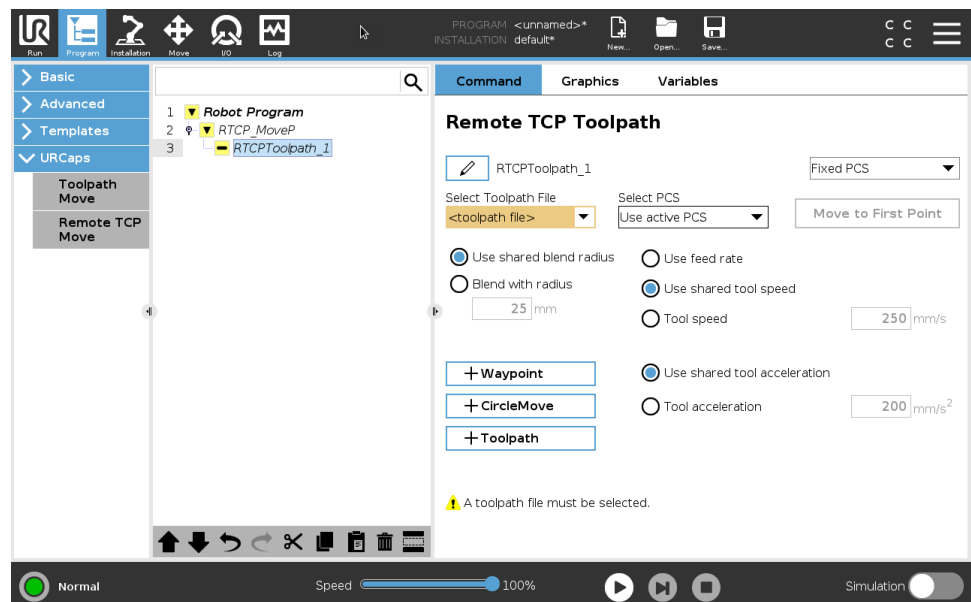 PROGRAM <unnamed>*
INSTALLATION default*
UR
Run
Program
Installation
Move
I/O
Log
New...
Open...
Save...
C C
C C
Basic
Advanced
Templates
URCaps
Toolpath
Move
Remote TCP
Move
1 Robot Program
2 RTCP_MoveP
3 RTCPToolpath_1
Command
Graphics
Variables
Remote TCP Toolpath
RTCPToolpath_1
Fixed PCS
Select Toolpath File
Select PCS
<toolpath file>
Use active PCS
Move to First Point
Use shared blend radius
Use feed rate
Blend with radius
Use shared tool speed
25 mm
Tool speed
250 mm/s
+ Waypoint
Use shared tool acceleration
+ CircleMove
Tool acceleration
200 mm/s²
+ Toolpath
A toolpath file must be selected.
Normal
Speed
100%
Simulation